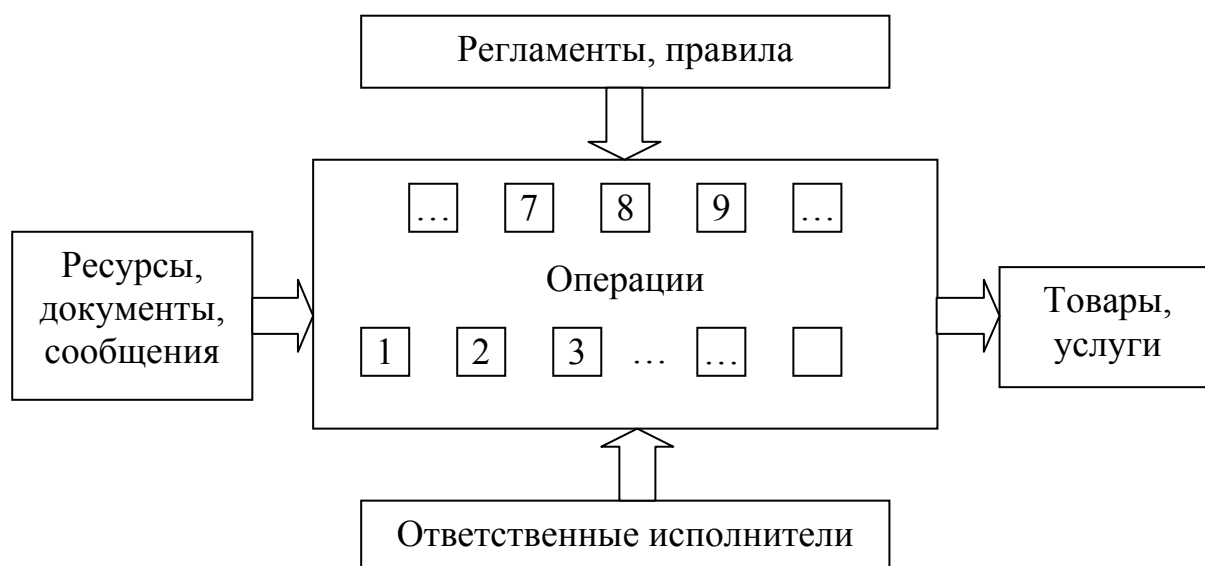 Регламенты, правила
… 7 8 9 …
Ресурсы,
документы,
сообщения
Операции
Товары,
услуги
1 2 3 … …
Ответственные исполнители